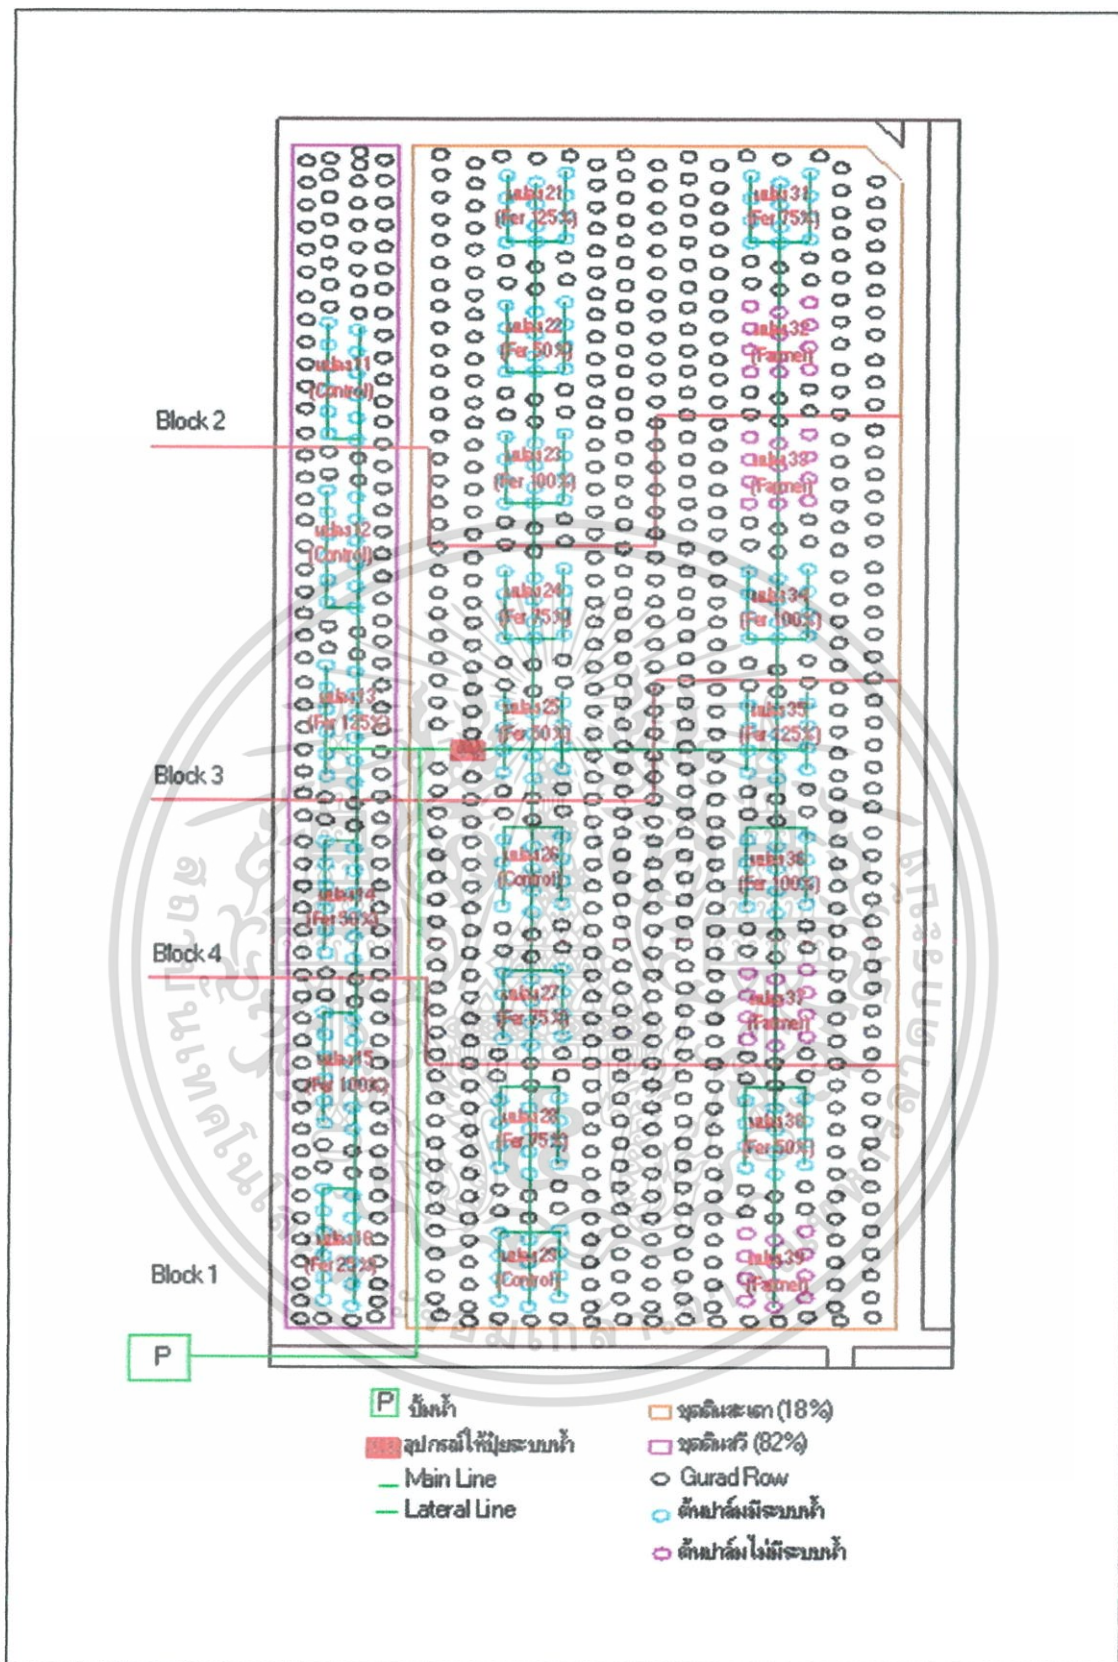 แปลง21
(Fer 125%)
แปลง31
(Fer 75%)
แปลง22
(Fer 50%)
แปลง32
(Farmer)
แปลง11
(Control)
Block 2
แปลง23
(Fer 100%)
แปลง33
(Farmer)
แปลง12
(Control)
แปลง24
(Fer 75%)
แปลง34
(Fer 100%)
แปลง13
(Fer 125%)
แปลง25
(Fer 50%)
แปลง35
(Fer 125%)
Block 3
แปลง26
(Control)
แปลง36
(Fer 100%)
แปลง14
(Fer 50%)
Block 4
แปลง27
(Fer 75%)
แปลง37
(Farmer)
แปลง15
(Fer 100%)
แปลง28
(Fer 75%)
แปลง38
(Fer 50%)
แปลง16
(Fer 25%)
แปลง29
(Control)
แปลง39
(Farmer)
Block 1
P
P ปั้มน้ำ
อุปกรณ์ให้ปุ๋ยระบบน้ำ
Main Line
Lateral Line
ชุดดินสะเดา (18%)
ชุดดินสวี (82%)
Gurad Row
ต้นปาล์มมีระบบน้ำ
ต้นปาล์มไม่มีระบบน้ำ